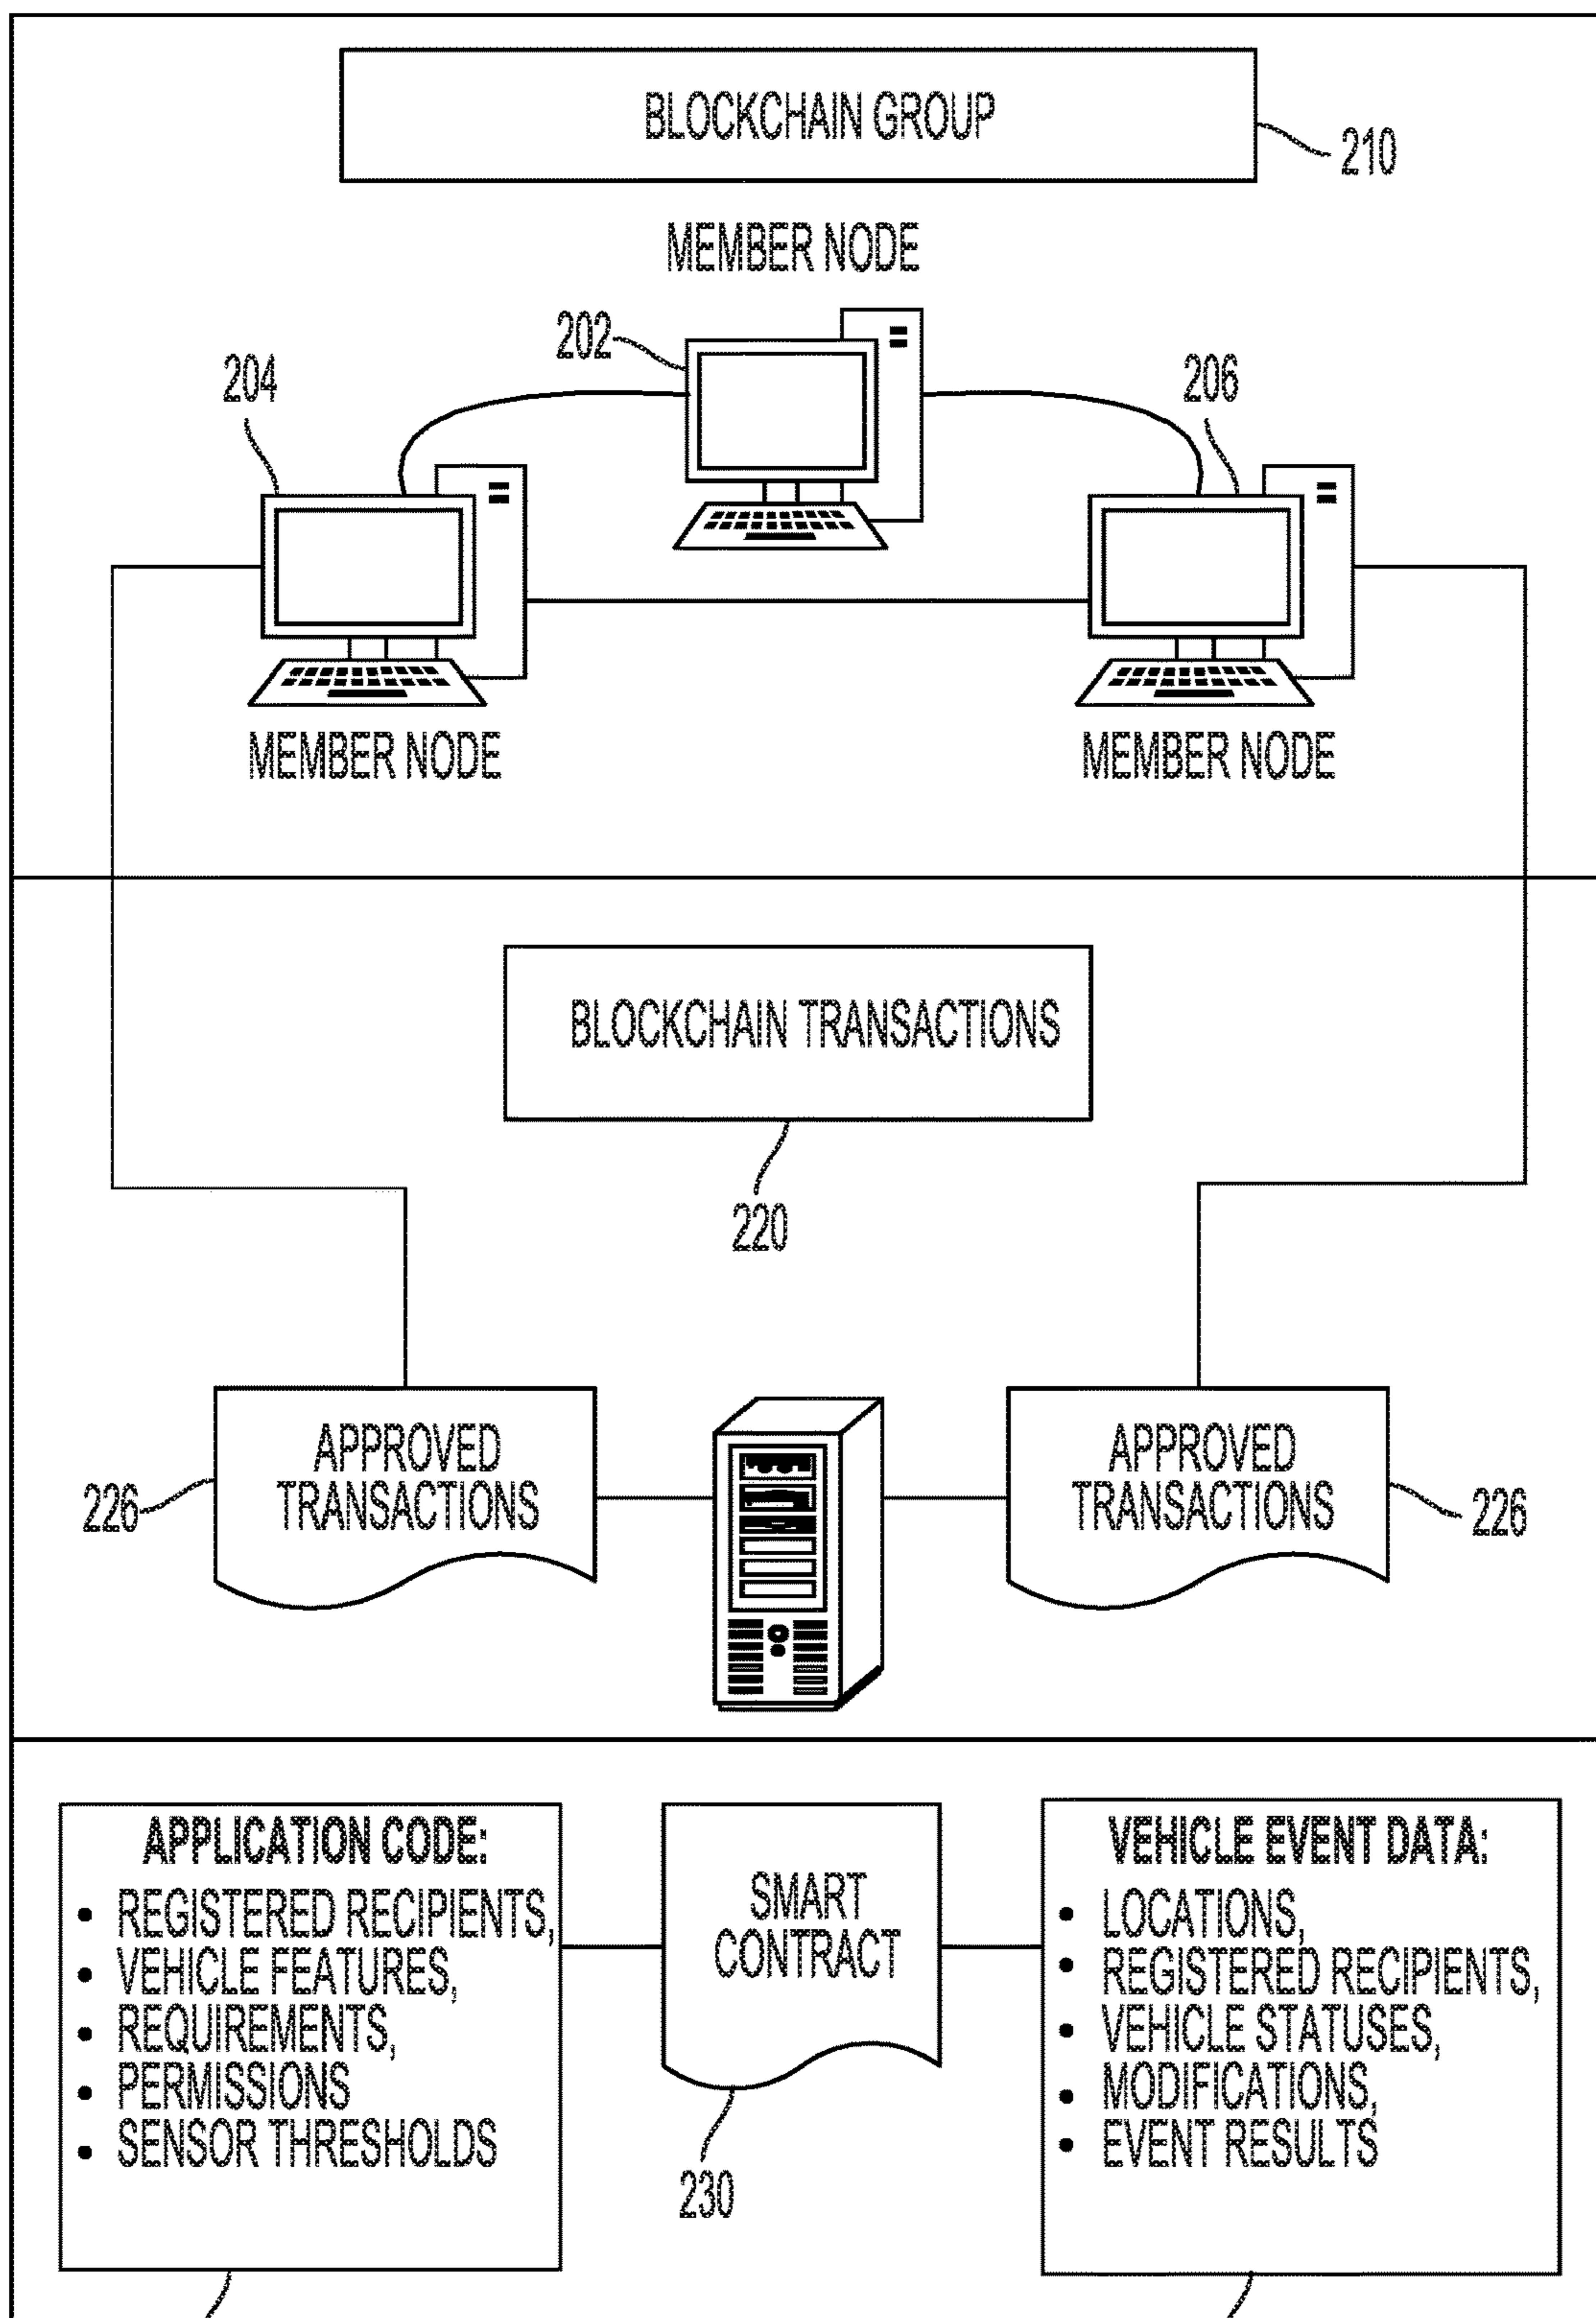 BLOCKCHAIN GROUP
210
MEMBER NODE
202
204
206
MEMBER NODE
MEMBER NODE
BLOCKCHAIN TRANSACTIONS
220
APPROVED
TRANSACTIONS
226
APPROVED
TRANSACTIONS
226
APPLICATION CODE:
• REGISTERED RECIPIENTS,
• VEHICLE FEATURES,
• REQUIREMENTS,
• PERMISSIONS
• SENSOR THRESHOLDS
SMART
CONTRACT
230
VEHICLE EVENT DATA:
• LOCATIONS,
• REGISTERED RECIPIENTS,
• VEHICLE STATUSES,
• MODIFICATIONS,
• EVENT RESULTS